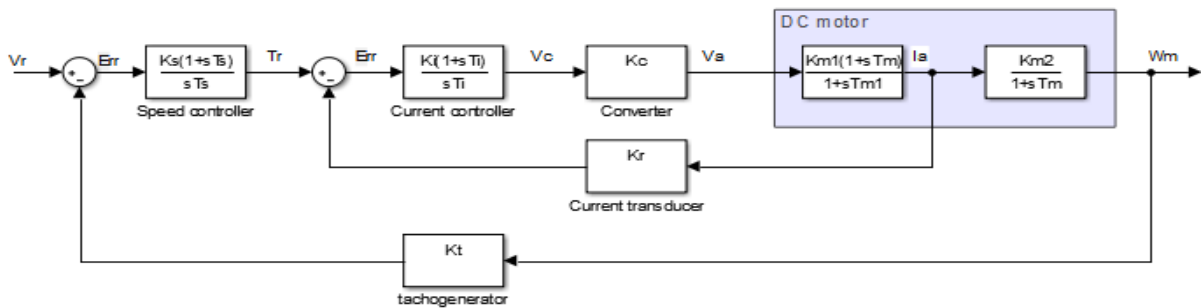 DC motor
Vr
Err
Ks(1+sTs)
sTs
Speed controller
Tr
Err
Ki(1+sTi)
sTi
Current controller
Vc
Kc
Converter
Va
Km1(1+sTm)
1+sTm1
Ia
Km2
1+sTm
Wm
Kr
Current transducer
Kt
tachogenerator